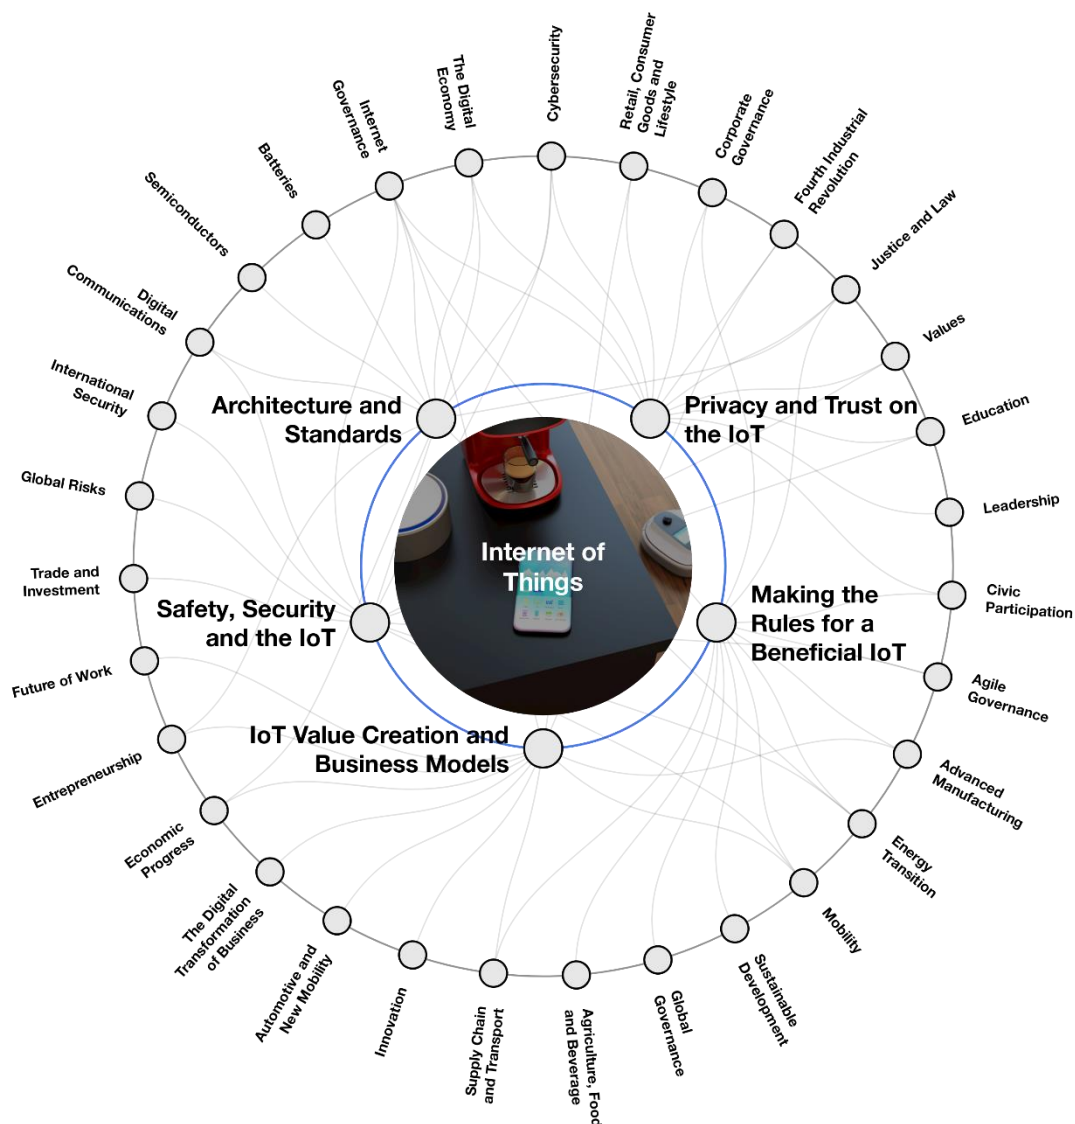 Cybersecurity
Retail, Consumer
Goods and
Lifestyle
Corporate
Governance
Fourth Industrial
Revolution
Justice and Law
Values
Education
Leadership
Civic
Participation
Agile
Governance
Advanced
Manufacturing
Energy
Transition
Mobility
Sustainable
Development
Global
Governance
Agriculture, Food
and Beverage
Supply Chain
and Transport
Innovation
Automotive and
New Mobility
The Digital
Transformation
of Business
Economic
Progress
Entrepreneurship
Future of Work
Trade and
Investment
Global Risks
International
Security
Digital
Communications
Semiconductors
Batteries
Internet
Governance
The Digital
Economy
Architecture and
Standards
Privacy and Trust on
the IoT
Internet of
Things
Safety, Security
and the IoT
Making the
Rules for a
Beneficial IoT
IoT Value Creation and
Business Models